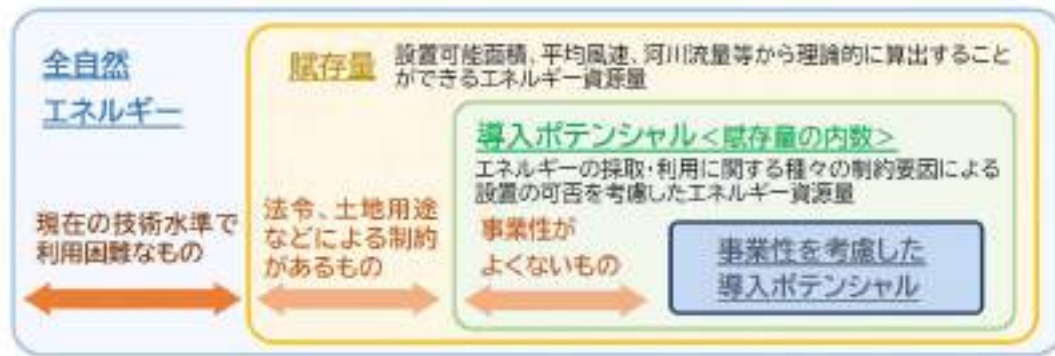 全自然
エネルギー
賦存量
設置可能面積、平均風速、河川流量等から理論的に算出すること
ができるエネルギー資源量
導入ポテンシャル＜賦存量の内数＞
エネルギーの採取・利用に関する種々の制約要因による
設置の可否を考慮したエネルギー資源量
現在の技術水準で
利用困難なもの
法令、土地用途
などによる制約
があるもの
事業性が
よくないもの
事業性を考慮した
導入ポテンシャル